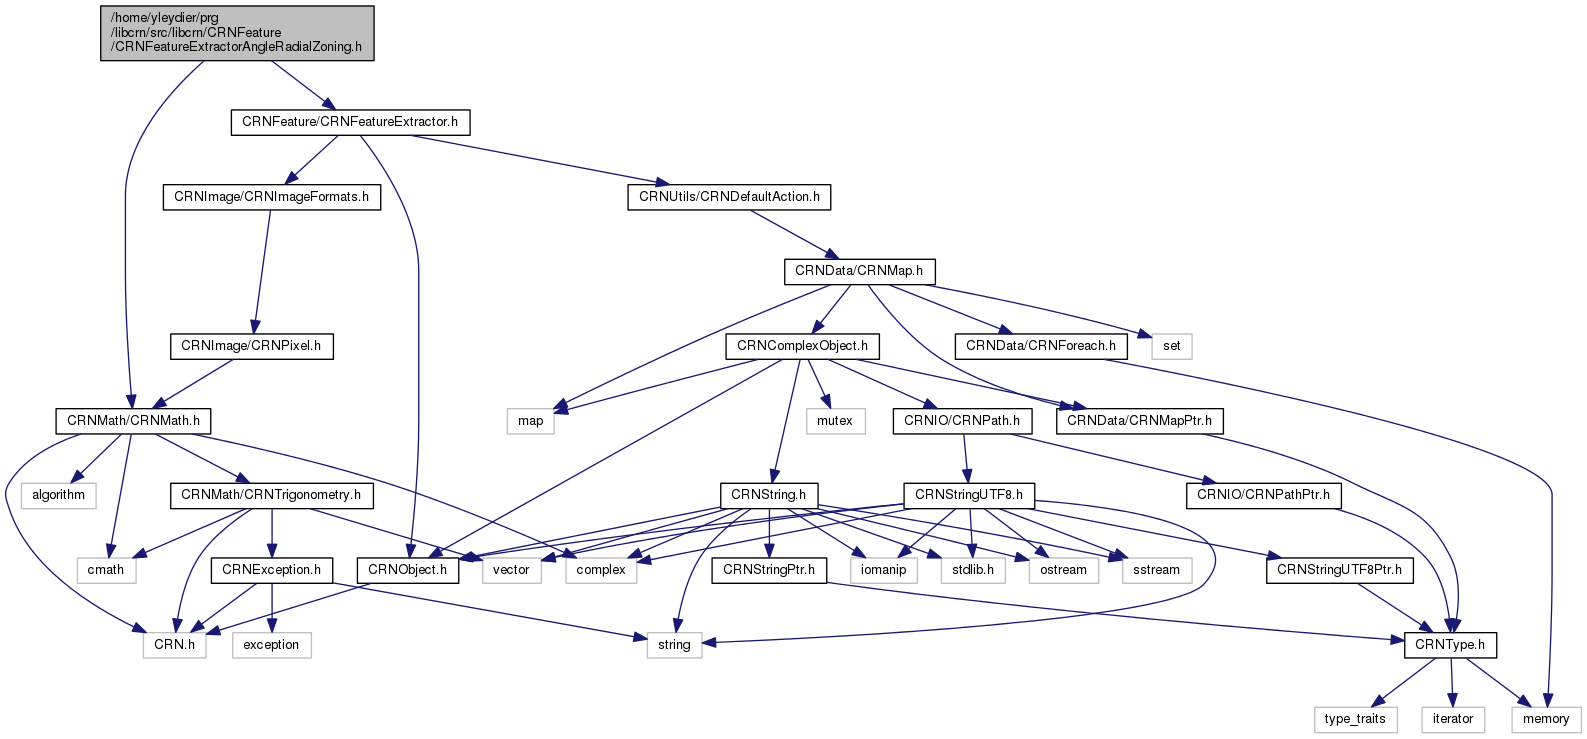 /home/yleydier/prg
/libcrn/src/libcrn/CRNFeature
/CRNFeatureExtractorAngleRadialZoning.h
CRNFeature/CRNFeatureExtractor.h
CRNImage/CRNImageFormats.h
CRNUtils/CRNDefaultAction.h
CRNData/CRNMap.h
CRNImage/CRNPixel.h
CRNComplexObject.h
CRNData/CRNForeach.h
set
CRNMath/CRNMath.h
map
mutex
CRNIO/CRNPath.h
CRNData/CRNMapPtr.h
algorithm
CRNMath/CRNTrigonometry.h
CRNString.h
CRNStringUTF8.h
CRNIO/CRNPathPtr.h
cmath
CRNException.h
CRNObject.h
vector
complex
CRNStringPtr.h
iomanip
stdlib.h
ostream
sstream
CRNStringUTF8Ptr.h
CRN.h
exception
string
CRNType.h
type_traits
iterator
memory